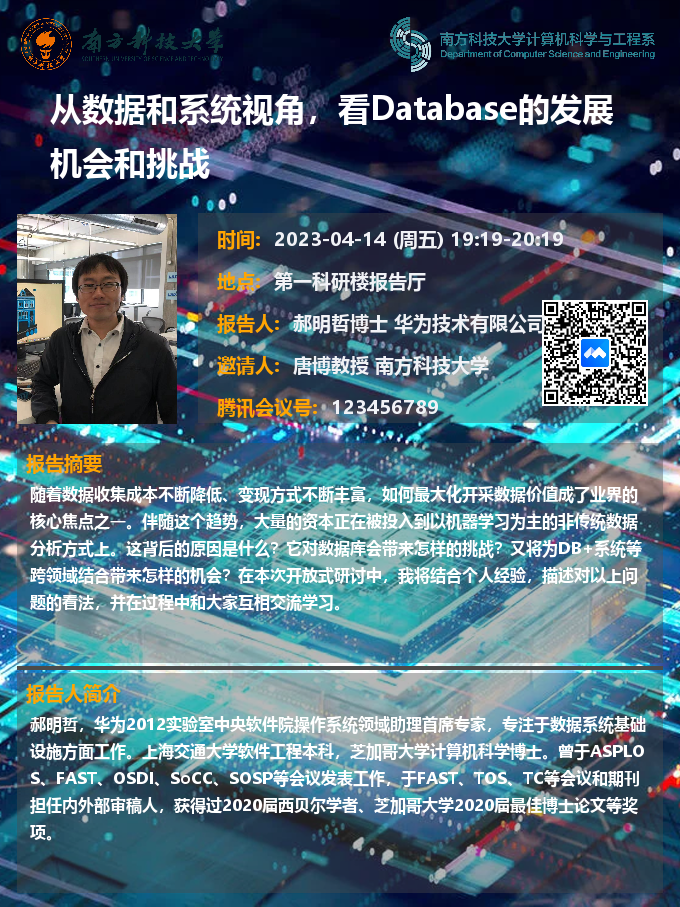 南方科技大学
SOUTHERN UNIVERSITY OF SCIENCE AND TECHNOLOGY
南方科技大学计算机科学与工程系
Department of Computer Science and Engineering
从数据和系统视角，看Database的发展
机会和挑战
时间: 2023-04-14 (周五) 19:19-20:19
地点: 第一科研楼报告厅
报告人: 郝明哲博士 华为技术有限公司
邀请人: 唐博教授 南方科技大学
腾讯会议号: 123456789
报告摘要
随着数据收集成本不断降低、变现方式不断丰富，如何最大化开采数据价值成了业界的
核心焦点之一。伴随这个趋势，大量的资本正在被投入到以机器学习为主的非传统数据
分析方式上。这背后的原因是什么？它对数据库会带来怎样的挑战？又将为DB+系统等
跨领域结合带来怎样的机会？在本次开放式研讨中，我将结合个人经验，描述对以上问
题的看法，并在过程中和大家互相交流学习。
报告人简介
郝明哲，华为2012实验室中央软件院操作系统领域助理首席专家，专注于数据系统基础
设施方面工作。上海交通大学软件工程本科，芝加哥大学计算机科学博士。曾于ASPLO
S、FAST、OSDI、SoCC、SOSP等会议发表工作，于FAST、TOS、TC等会议和期刊
担任内外部审稿人，获得过2020届西贝尔学者、芝加哥大学2020届最佳博士论文等奖
项。